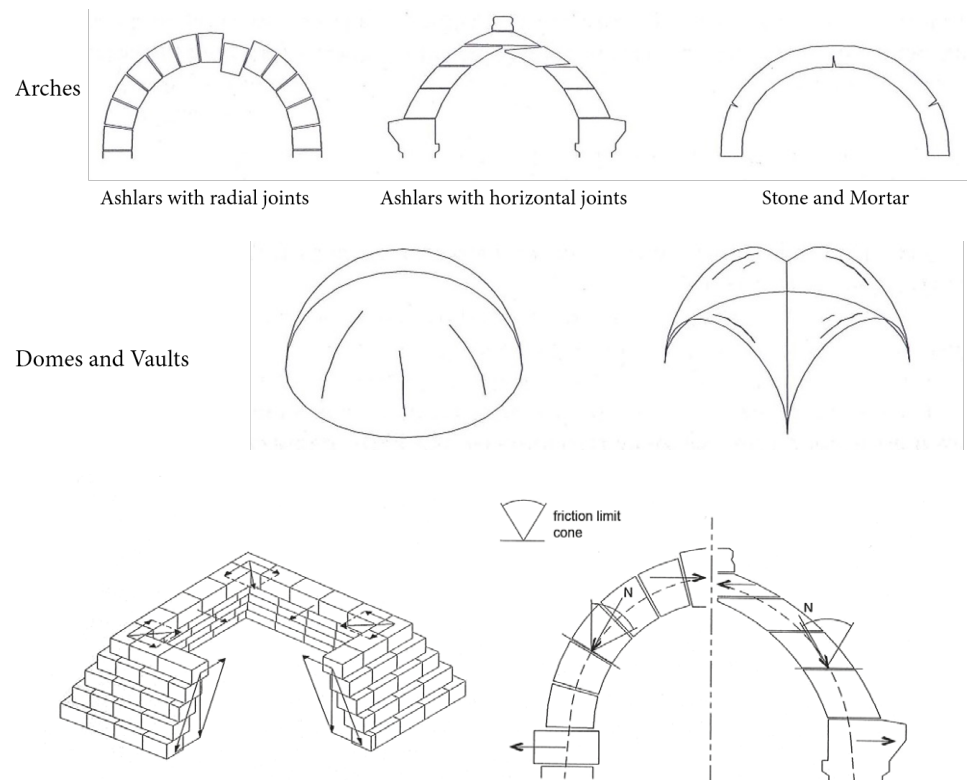 Arches
Ashlars with radial joints
Ashlars with horizontal joints
Stone and Mortar
Domes and Vaults
friction limit
cone
N
N